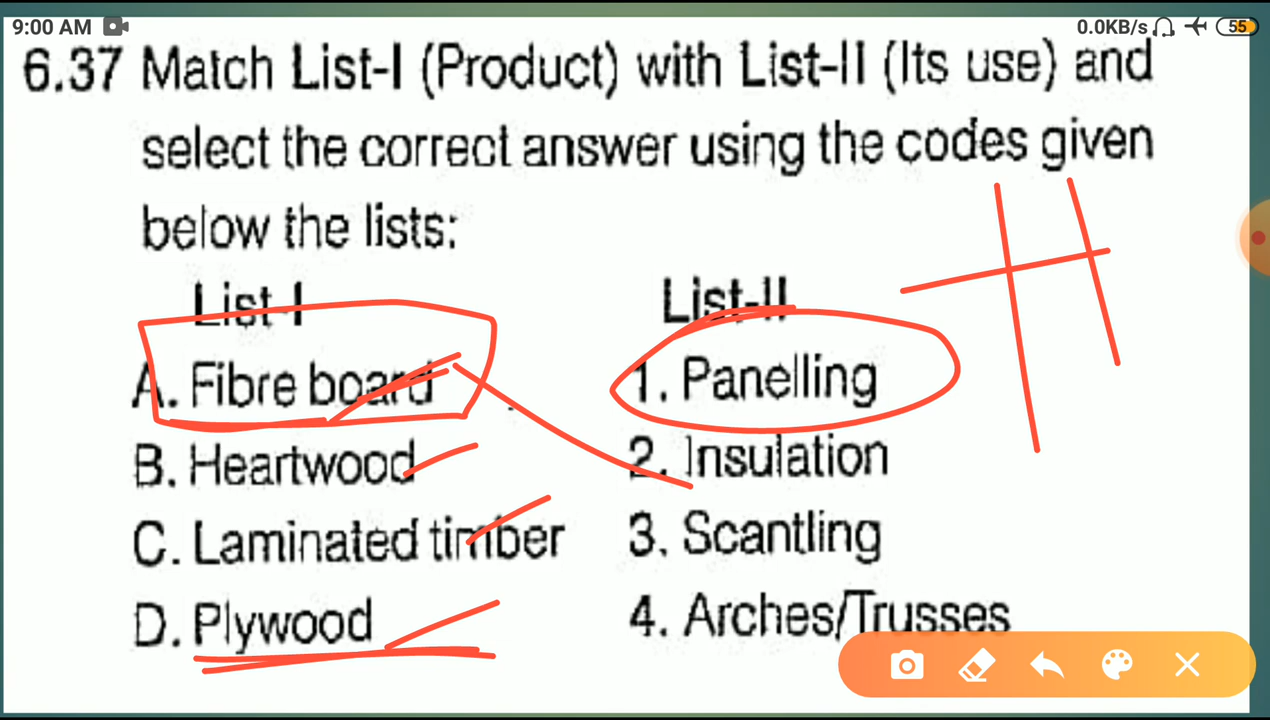 9:00 AM
0.0KB/s
55
6.37 Match List-I (Product) with List-II (Its use) and
select the correct answer using the codes given
below the lists:
List-I List-II
A. Fibre board 1. Panelling
B. Heartwood 2. Insulation
C. Laminated timber 3. Scantling
D. Plywood 4. Arches/Trusses